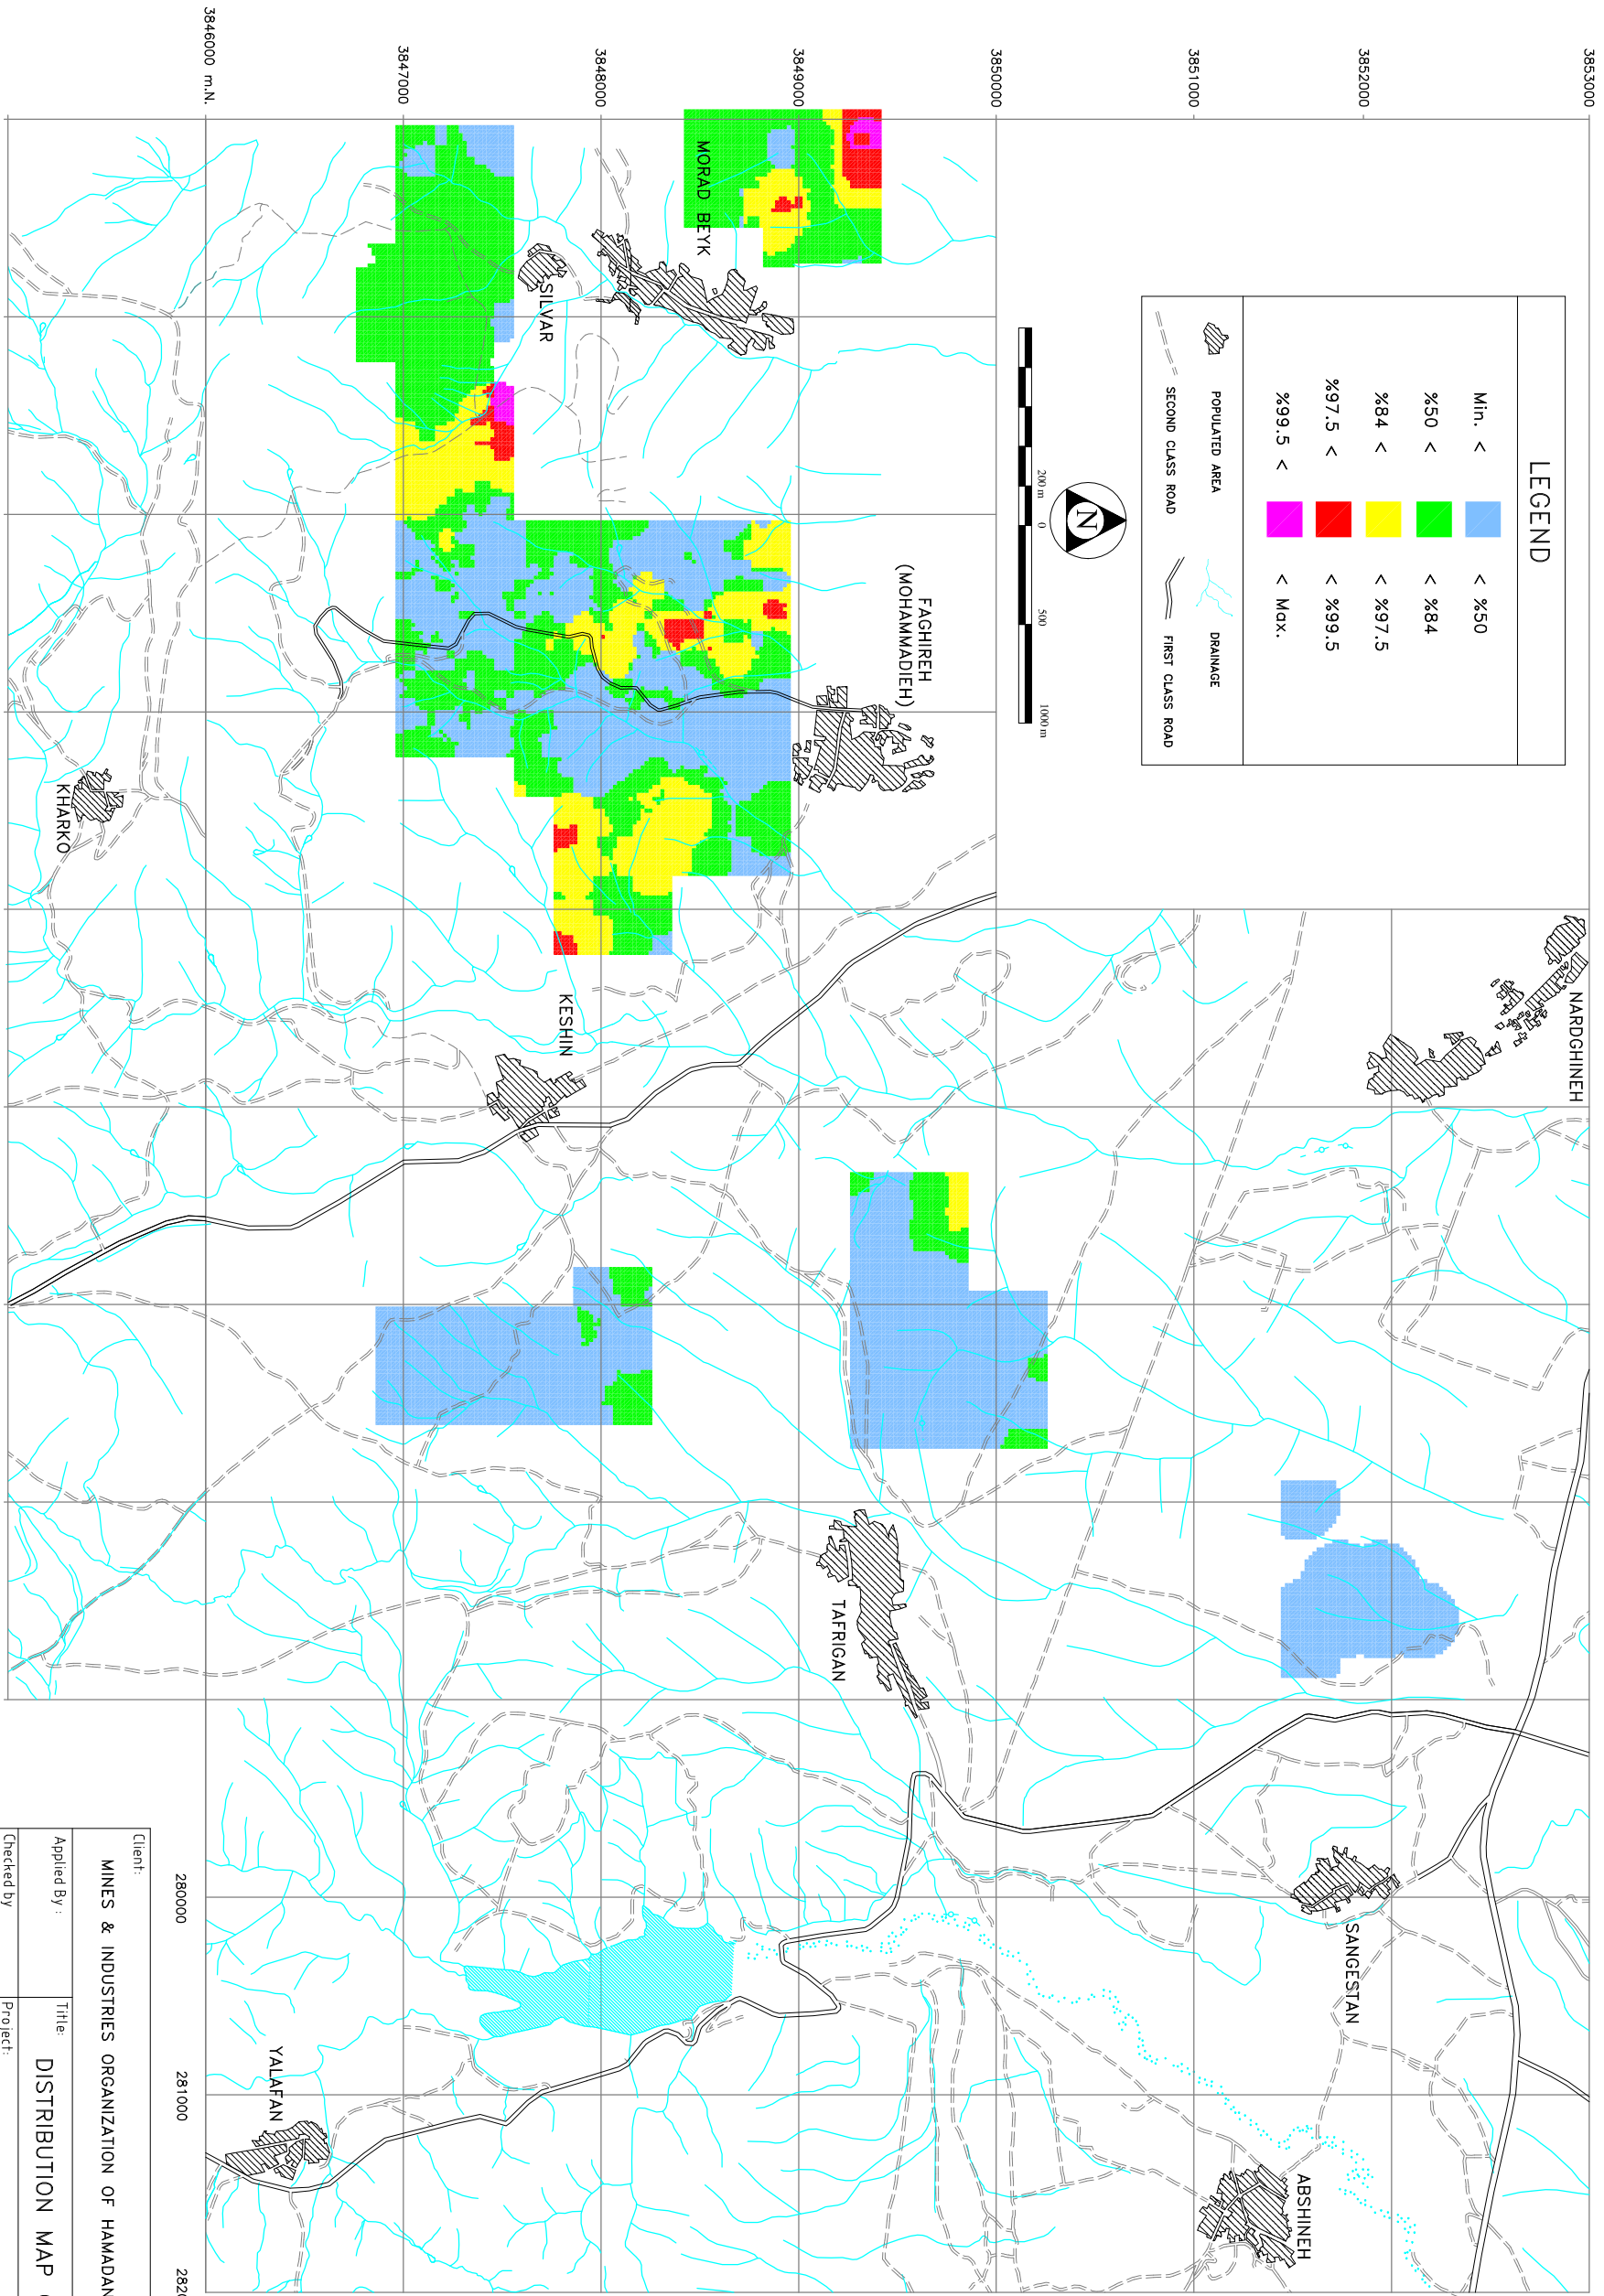 3853000
3852000
3851000
3850000
3849000
3848000
3847000
3846000 m.N.
LEGEND
Min. < < %50
%50 < < %84
%84 < < %97.5
%97.5 < < %99.5
%99.5 < < Max.
POPULATED AREA
DRAINAGE
SECOND CLASS ROAD
FIRST CLASS ROAD
N
200 m 0 500 1000 m
NARDGHINEH
MORAD BEYK
SILVAR
FAGHIREH
(MOHAMMADIEH)
KHARKO
KESHIN
TAFRIGAN
SANGESTAN
ABSHINEH
YALAFAN
280000
281000
Client:
MINES & INDUSTRIES ORGANIZATION OF HAMADAN
Applied By :
Title:
DISTRIBUTION MAP
Checked by
Project: